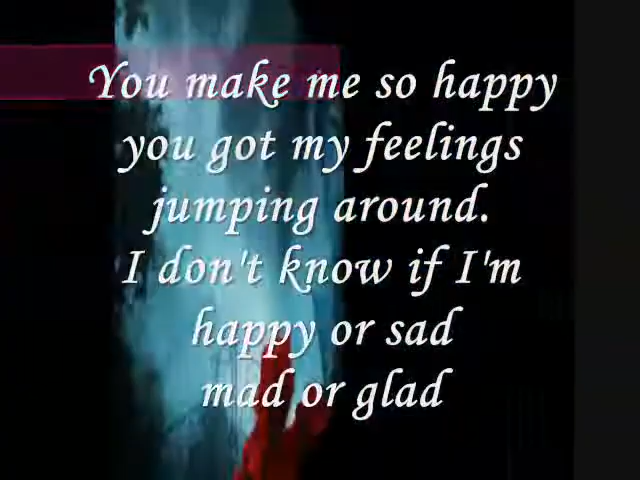 You make me so happy
you got my feelings
jumping around.
I don't know if I'm
happy or sad
mad or glad